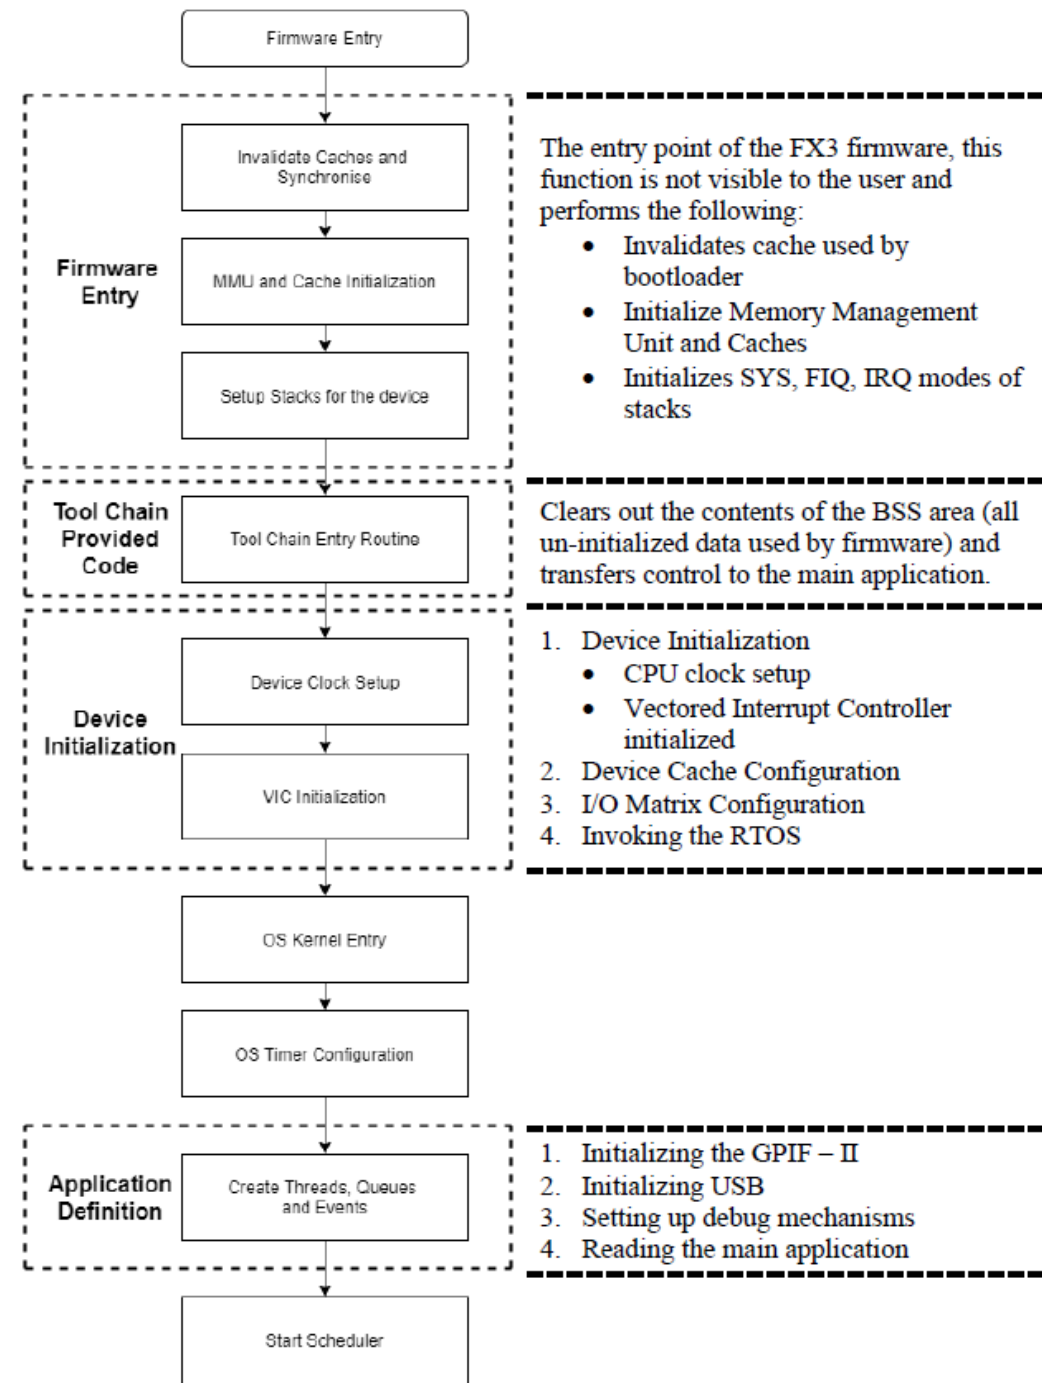 Firmware Entry
Invalidate Caches and
Synchronise
Firmware
Entry
MMU and Cache Initialization
Setup Stacks for the device
The entry point of the FX3 firmware, this
function is not visible to the user and
performs the following:
• Invalidates cache used by
bootloader
• Initialize Memory Management
Unit and Caches
• Initializes SYS, FIQ, IRQ modes of
stacks
Tool Chain
Provided
Code
Tool Chain Entry Routine
Clears out the contents of the BSS area (all
un-initialized data used by firmware) and
transfers control to the main application.
Device
Initialization
Device Clock Setup
VIC Initialization
1. Device Initialization
• CPU clock setup
• Vectored Interrupt Controller
initialized
2. Device Cache Configuration
3. I/O Matrix Configuration
4. Invoking the RTOS
OS Kernel Entry
OS Timer Configuration
Application
Definition
Create Threads, Queues
and Events
1. Initializing the GPIF – II
2. Initializing USB
3. Setting up debug mechanisms
4. Reading the main application
Start Scheduler